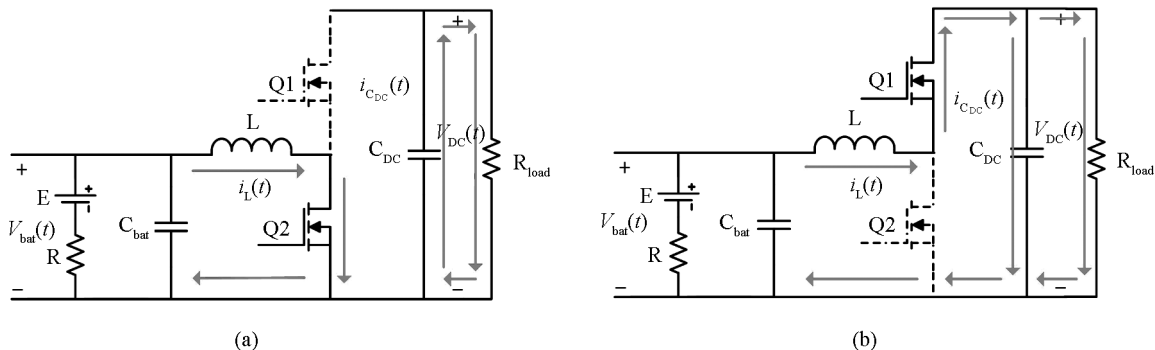 Q1
i_CDC(t)
L
V_DC(t)
C_DC
R_load
+
+
−
E
i_L(t)
V_bat(t)
C_bat
Q2
R
−
−
(a)
Q1
i_CDC(t)
L
V_DC(t)
C_DC
R_load
+
+
−
E
i_L(t)
V_bat(t)
C_bat
Q2
R
−
−
(b)